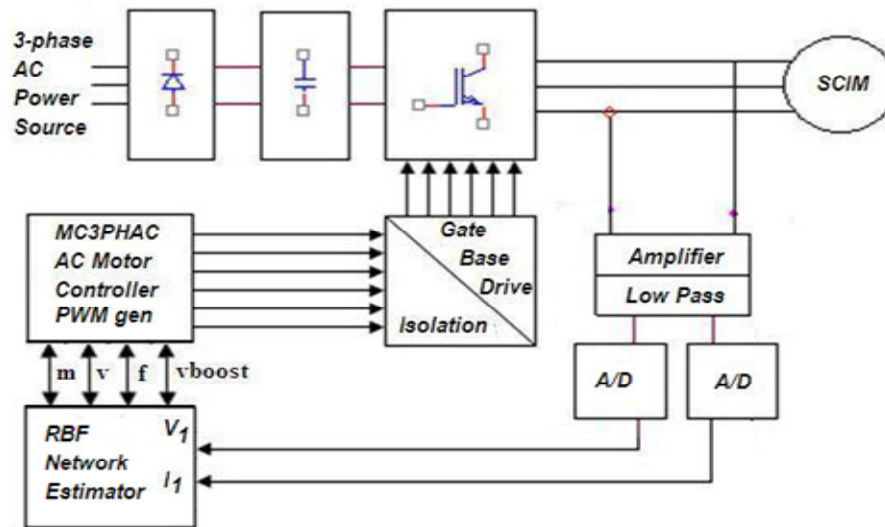 3-phase
AC
Power
Source
SCIM
MC3PHAC
AC Motor
Controller
PWM gen
Gate
Base
Drive
Isolation
Amplifier
Low Pass
A/D
A/D
m
v
f
vboost
RBF
Network
Estimator
V1
I1